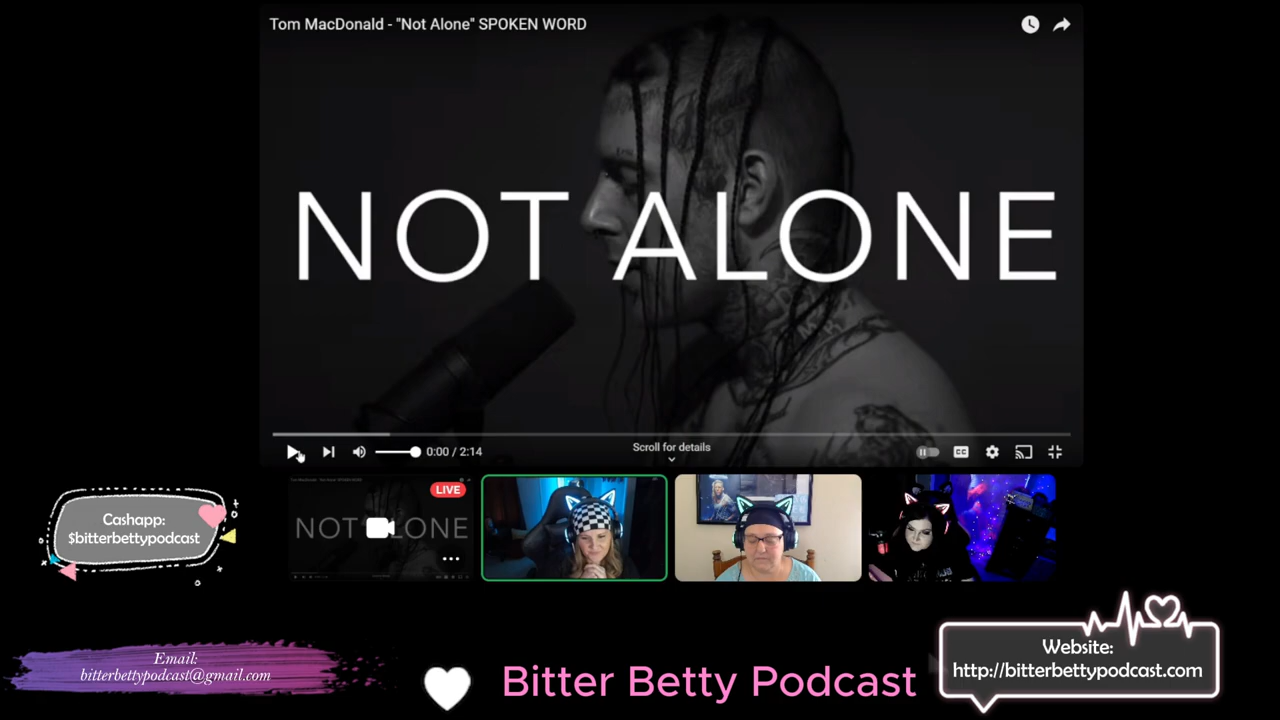 Tom MacDonald - "Not Alone" SPOKEN WORD
NOT ALONE
0:00 / 2:14
Scroll for details
CC
LIVE
NOT ALONE
Cashapp:
$bitterbettypodcast
Email:
bitterbettypodcast@gmail.com
Bitter Betty Podcast
Website:
http://bitterbettypodcast.com